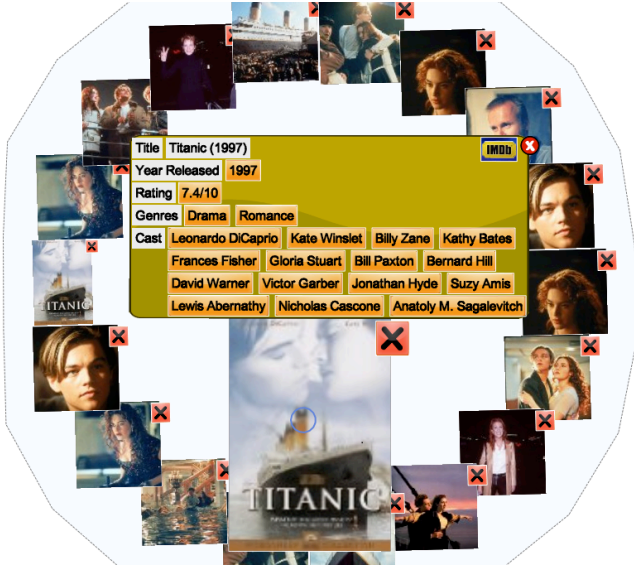 Title Titanic (1997) IMDb X
Year Released 1997
Rating 7.4/10
Genres Drama Romance
Cast Leonardo DiCaprio Kate Winslet Billy Zane Kathy Bates
Frances Fisher Gloria Stuart Bill Paxton Bernard Hill
David Warner Victor Garber Jonathan Hyde Suzy Amis
Lewis Abernathy Nicholas Cascone Anatoly M. Sagalevitch
TITANIC
TITANIC